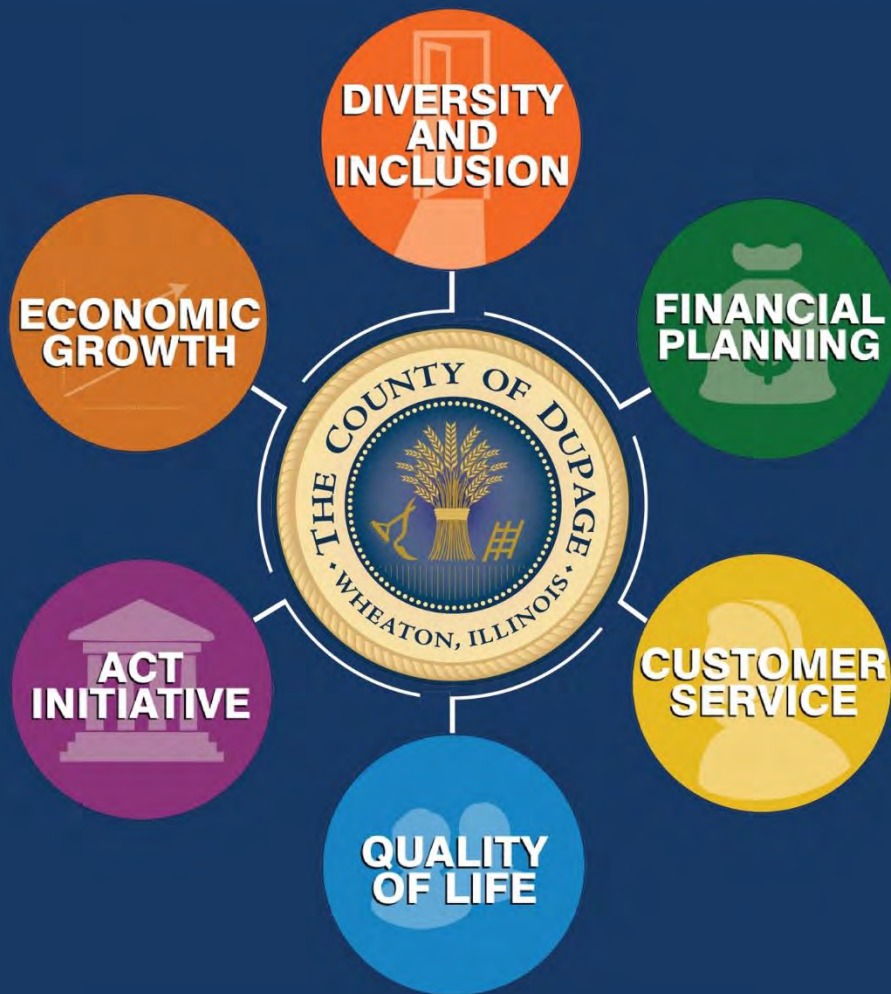 DIVERSITY
AND
INCLUSION
ECONOMIC
GROWTH
FINANCIAL
PLANNING
THE COUNTY OF DUPAGE
• WHEATON, ILLINOIS •
$
ACT
INITIATIVE
CUSTOMER
SERVICE
QUALITY
OF LIFE